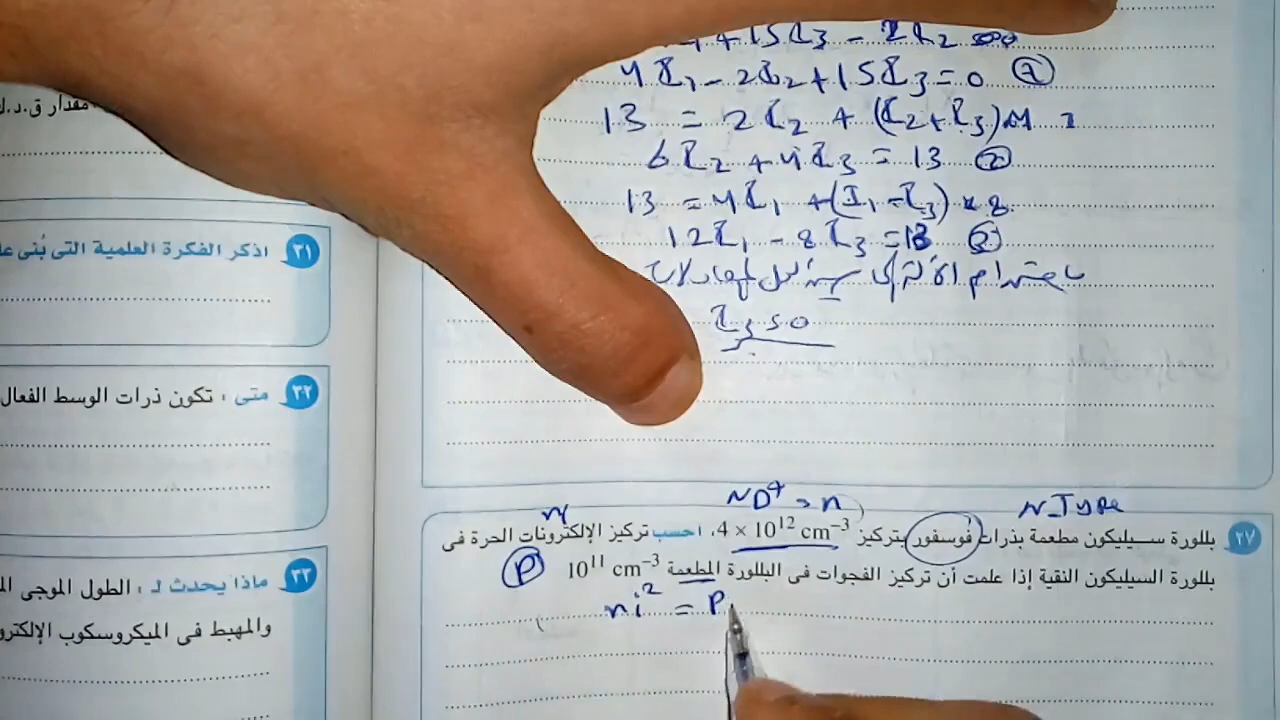 4I₁ - 2I₂ + 15I₃ = 0 ①
13 = 2I₂ + (I₂ + I₃) × 4
6I₂ + 4I₃ = 13 ②
13 = 4I₁ + (I₁ - I₃) × 8
12I₁ - 8I₃ = 13 ③
I₃ = 0
ND⁺ = n
N-Type
٢٧ بللورة سيليكون مطعمة بذرات فوسفور بتركيز 4 × 10¹² cm⁻³، احسب تركيز الإلكترونات الحرة فى
بللورة السيليكون النقية إذا علمت أن تركيز الفجوات فى البللورة المطعمة 10¹¹ cm⁻³
P
ni² = P
مقدار ق.د.ك
٣١ اذكر الفكرة العلمية التى بُنى
٣٢ متى : تكون ذرات الوسط الفعال
٣٣ ماذا يحدث لـ : الطول الموجى
والمهبط فى الميكروسكوب